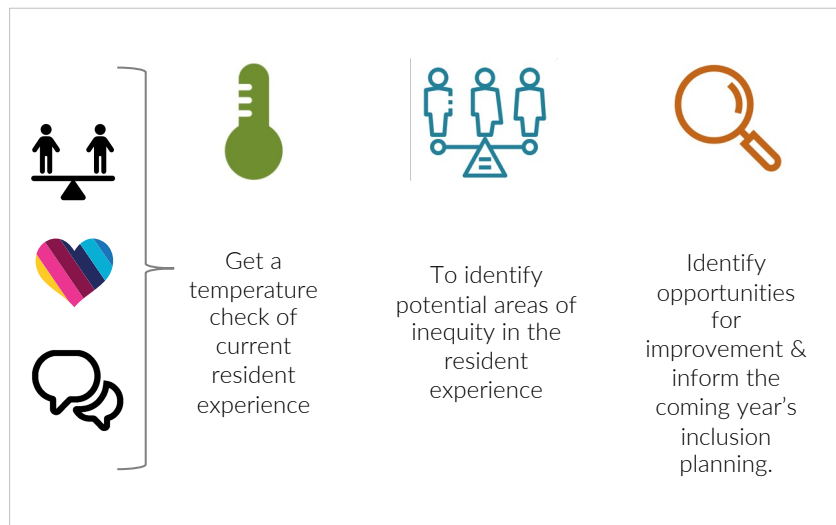 Get a
temperature
check of
current
resident
experience
To identify
potential areas of
inequity in the
resident
experience
Identify
opportunities
for
improvement &
inform the
coming year's
inclusion
planning.